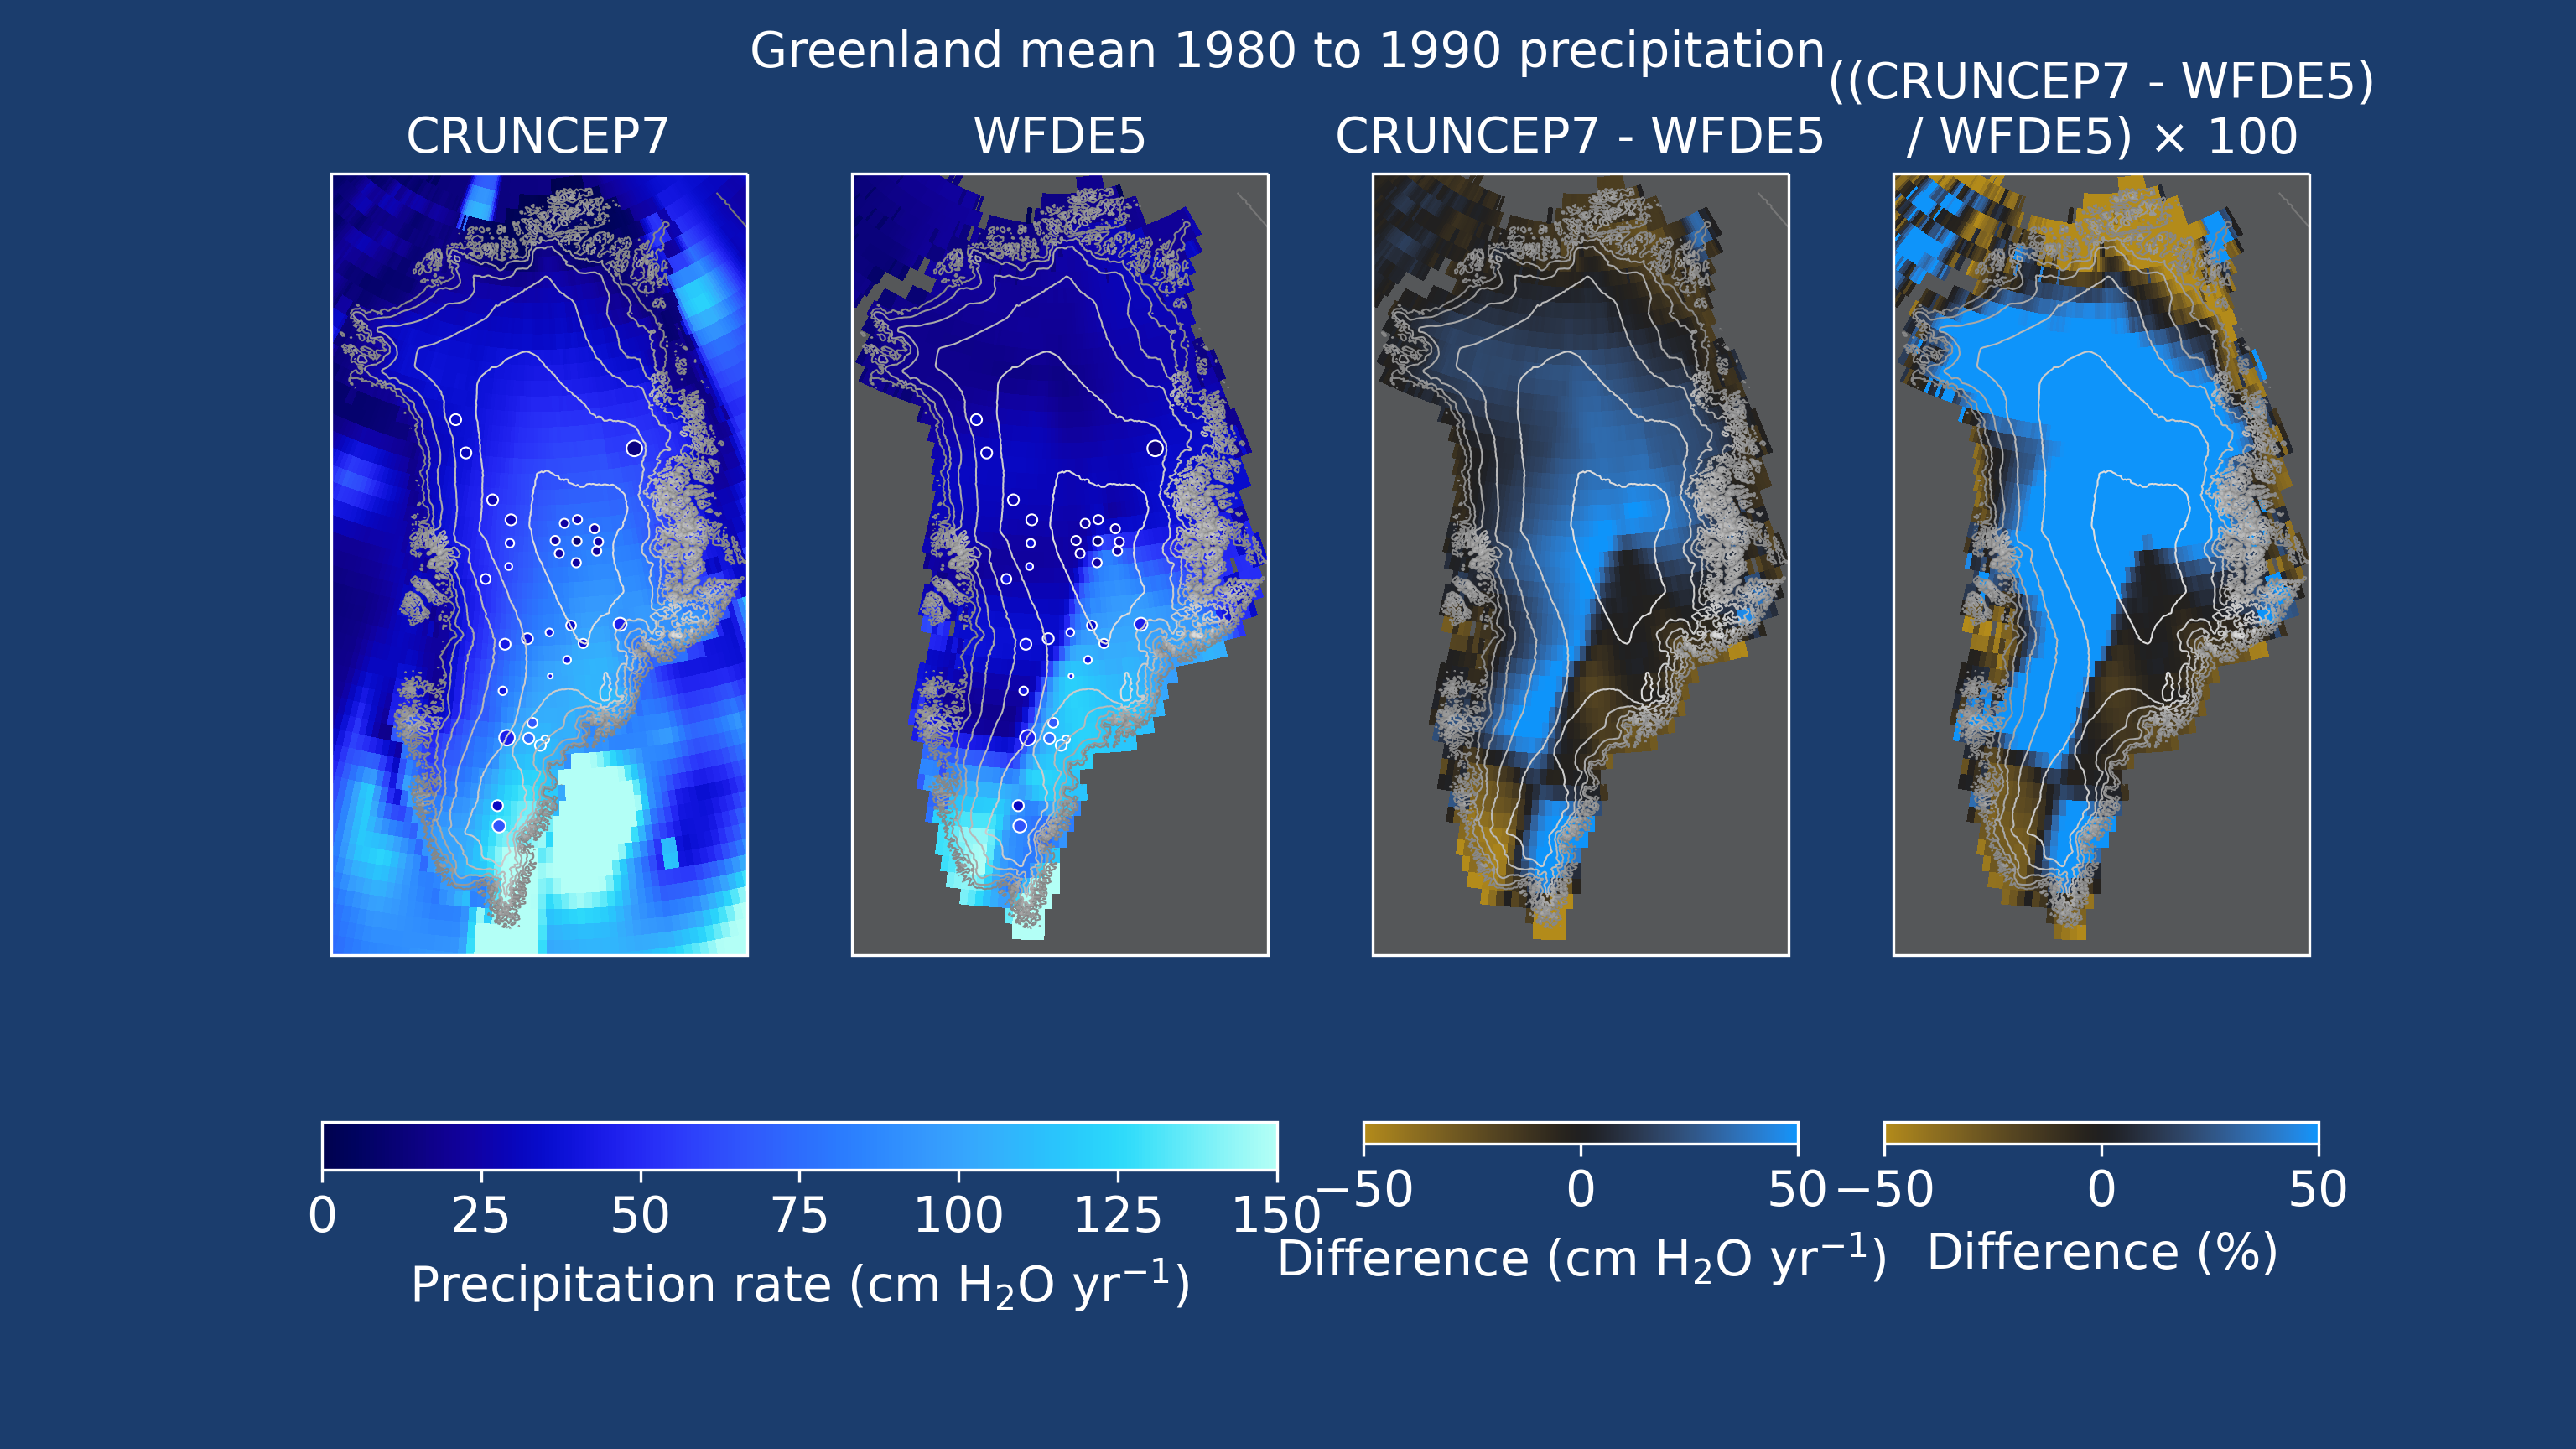 Greenland mean 1980 to 1990 precipitation
CRUNCEP7
WFDE5
CRUNCEP7 - WFDE5
((CRUNCEP7 - WFDE5)
/ WFDE5) × 100
0 25 50 75 100 125 150
Precipitation rate (cm H₂O yr⁻¹)
−50 0 50
Difference (cm H₂O yr⁻¹)
−50 0 50
Difference (%)